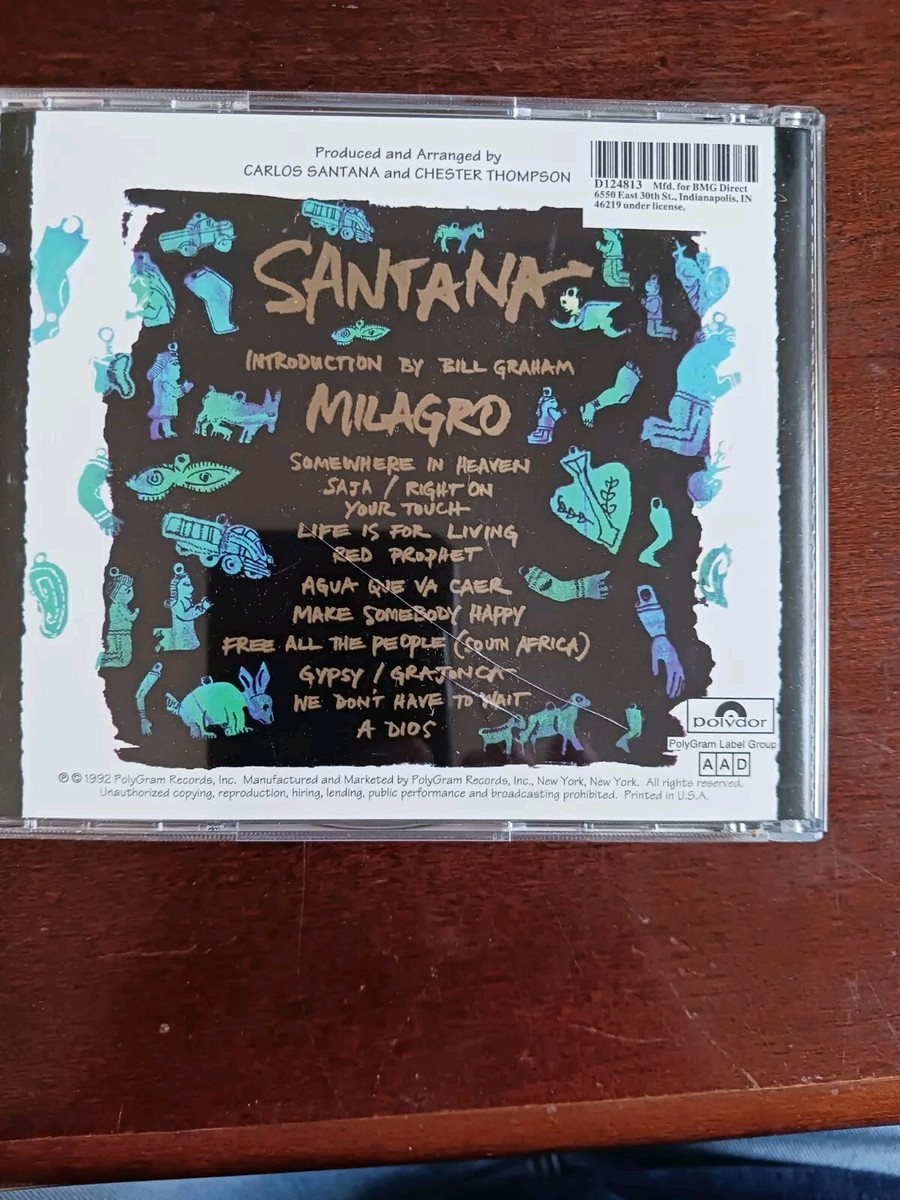 Produced and Arranged by
CARLOS SANTANA and CHESTER THOMPSON
D124813 Mfd. for BMG Direct
6550 East 30th St., Indianapolis, IN
46219 under license.
SANTANA
INTRODUCTION BY BILL GRAHAM
MILAGRO
SOMEWHERE IN HEAVEN
SAJA / RIGHT ON
YOUR TOUCH
LIFE IS FOR LIVING
RED PROPHET
AGUA QUE VA CAER
MAKE SOMEBODY HAPPY
FREE ALL THE PEOPLE (SOUTH AFRICA)
GYPSY / GRAJONCA
WE DON'T HAVE TO WAIT
A DIOS
polydor
PolyGram Label Group
AAD
℗ © 1992 PolyGram Records, Inc. Manufactured and Marketed by PolyGram Records, Inc., New York, New York. All rights reserved.
Unauthorized copying, reproduction, hiring, lending, public performance and broadcasting prohibited. Printed in U.S.A.